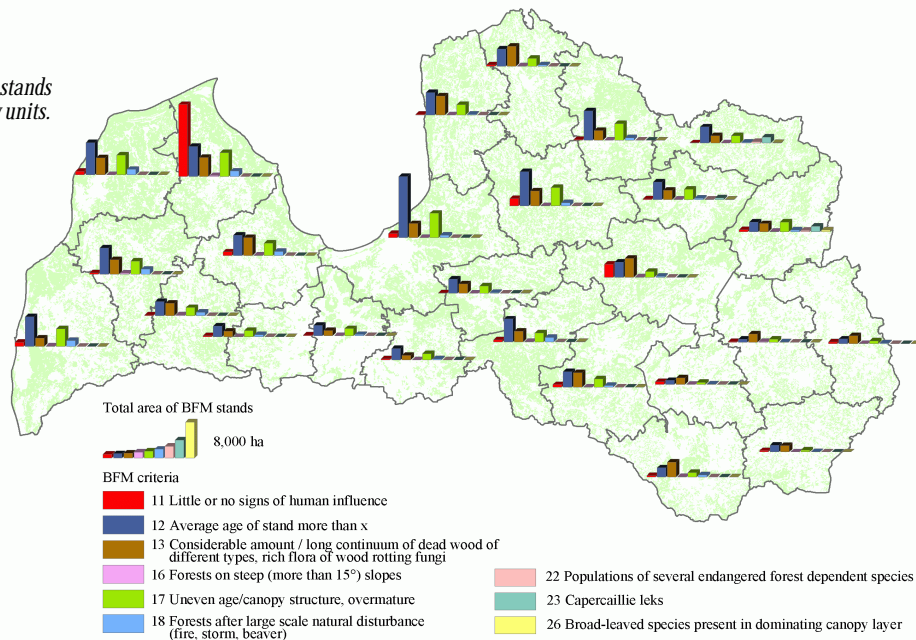 stands
units.
Total area of BFM stands
8,000 ha
BFM criteria
11 Little or no signs of human influence
12 Average age of stand more than x
13 Considerable amount / long continuum of dead wood of
different types, rich flora of wood rotting fungi
16 Forests on steep (more than 15°) slopes
17 Uneven age/canopy structure, overmature
18 Forests after large scale natural disturbance
(fire, storm, beaver)
22 Populations of several endangered forest dependent species
23 Capercaillie leks
26 Broad-leaved species present in dominating canopy layer